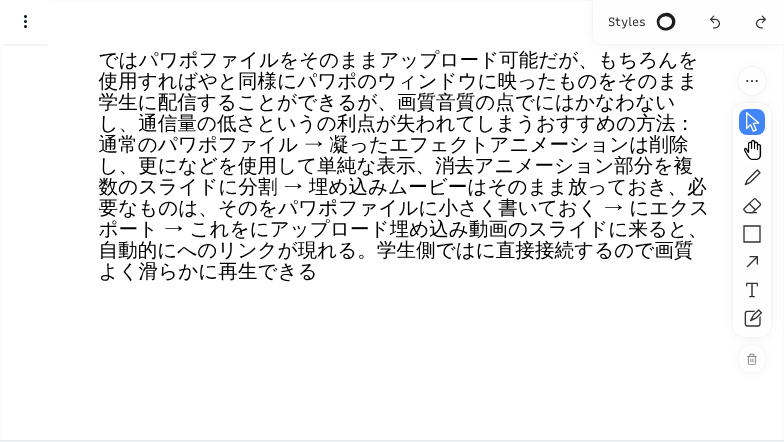 Styles
ではパワポファイルをそのままアップロード可能だが、もちろんを
使用すればやと同様にパワポのウィンドウに映ったものをそのまま
学生に配信することができるが、画質音質の点でにはかなわない
し、通信量の低さというの利点が失われてしまうおすすめの方法：
通常のパワポファイル → 凝ったエフェクトアニメーションは削除
し、更になどを使用して単純な表示、消去アニメーション部分を複
数のスライドに分割 → 埋め込みムービーはそのまま放っておき、必
要なものは、そのをパワポファイルに小さく書いておく → にエクス
ポート → これをにアップロード埋め込み動画のスライドに来ると、
自動的にへのリンクが現れる。学生側ではに直接接続するので画質
よく滑らかに再生できる